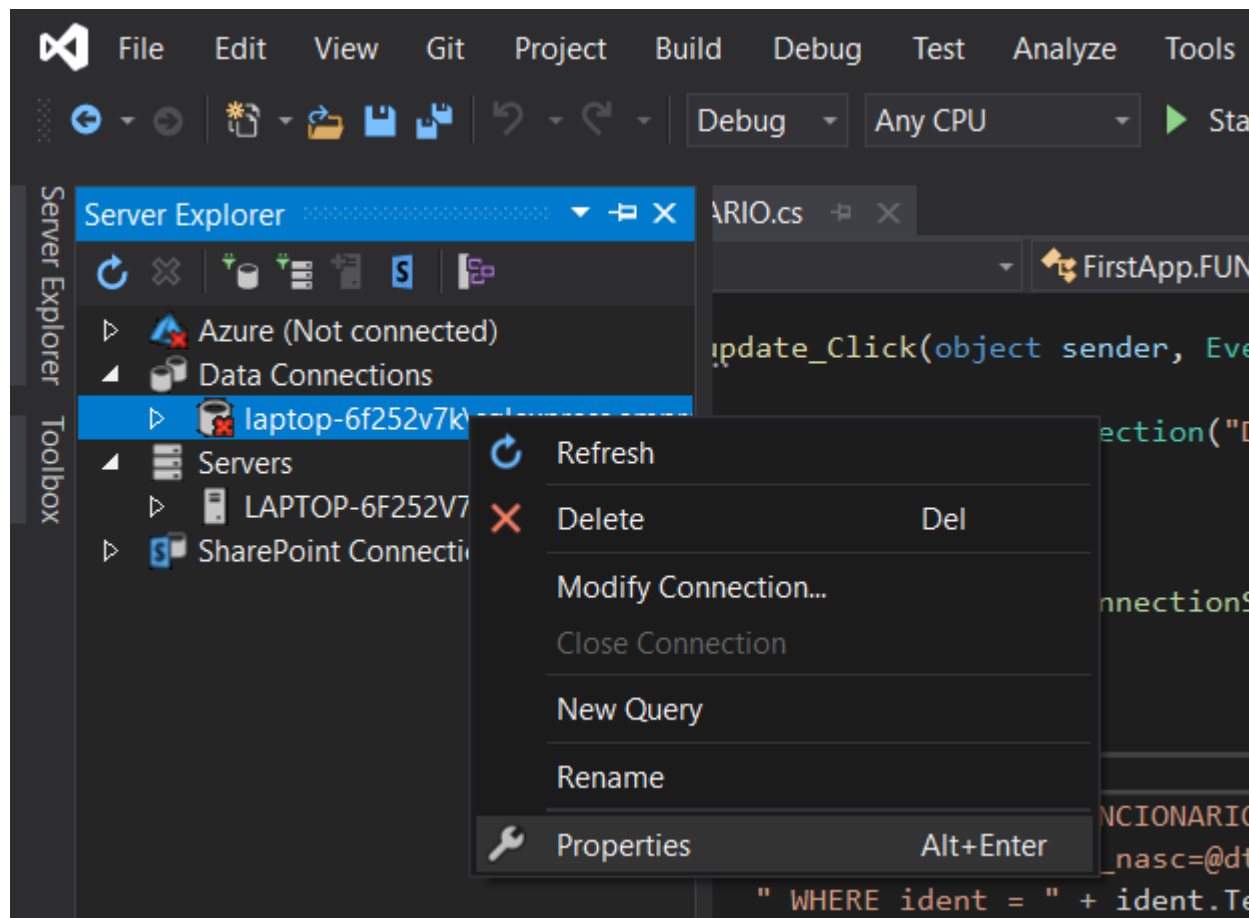 File Edit View Git Project Build Debug Test Analyze Tools
Debug Any CPU
Server Explorer
Toolbox
Server Explorer
Azure (Not connected)
Data Connections
laptop-6f252v7k\
Servers
LAPTOP-6F252V7
SharePoint
Refresh
Delete Del
Modify Connection...
Close Connection
New Query
Rename
Properties Alt+Enter
ARIO.cs
FirstApp.FUN
update_Click(object sender, Eve
ection("D
nnectionS
NCIONARIO
_nasc=@dt
" WHERE ident = " + ident.Te